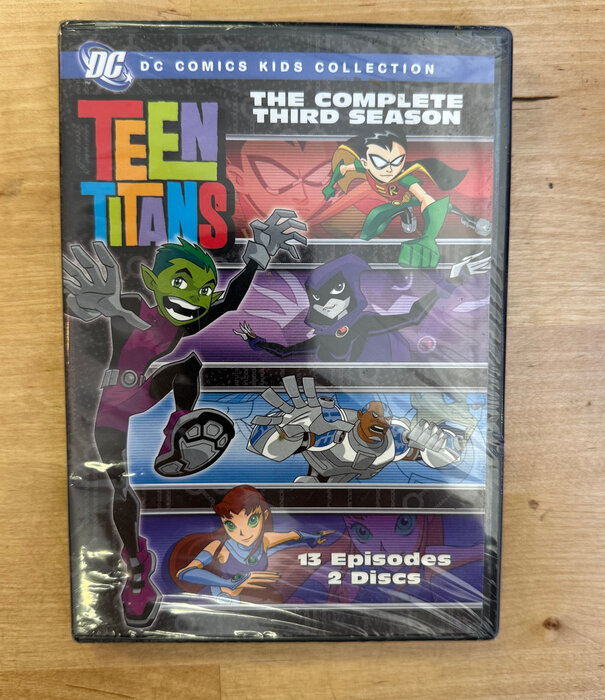 DC
DC COMICS KIDS COLLECTION
TEEN
TITANS
THE COMPLETE
THIRD SEASON
R
13 Episodes
2 Discs